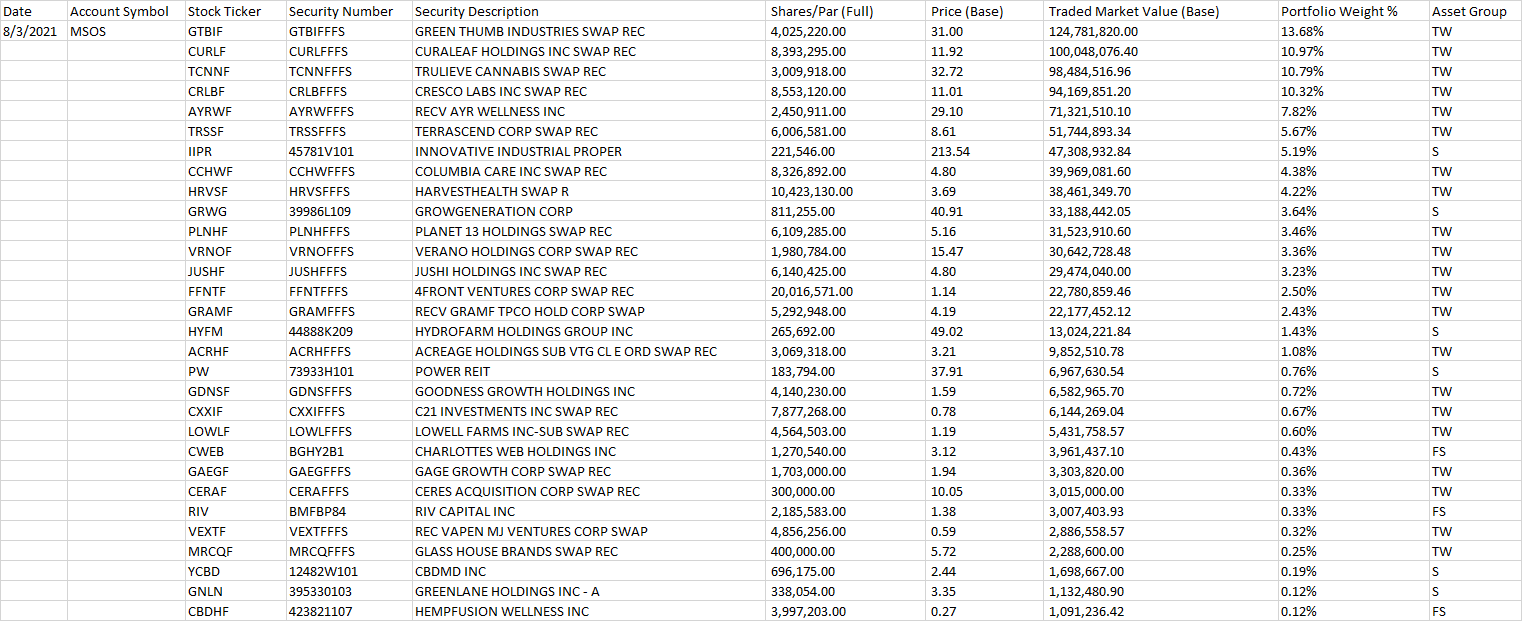 Date Account Symbol Stock Ticker Security Number Security Description Shares/Par (Full) Price (Base) Traded Market Value (Base) Portfolio Weight % Asset Group
8/3/2021 MSOS GTBIF GTBIFFFS GREEN THUMB INDUSTRIES SWAP REC 4,025,220.00 31.00 124,781,820.00 13.68% TW
CURLF CURLFFFS CURALEAF HOLDINGS INC SWAP REC 8,393,295.00 11.92 100,048,076.40 10.97% TW
TCNNF TCNNFFFS TRULIEVE CANNABIS SWAP REC 3,009,918.00 32.72 98,484,516.96 10.79% TW
CRLBF CRLBFFFS CRESCO LABS INC SWAP REC 8,553,120.00 11.01 94,169,851.20 10.32% TW
AYRWF AYRWFFFS RECV AYR WELLNESS INC 2,450,911.00 29.10 71,321,510.10 7.82% TW
TRSSF TRSSFFFS TERRASCEND CORP SWAP REC 6,006,581.00 8.61 51,744,893.34 5.67% TW
IIPR 45781V101 INNOVATIVE INDUSTRIAL PROPER 221,546.00 213.54 47,308,932.84 5.19% S
CCHWF CCHWFFFS COLUMBIA CARE INC SWAP REC 8,326,892.00 4.80 39,969,081.60 4.38% TW
HRVSF HRVSFFFS HARVESTHEALTH SWAP R 10,423,130.00 3.69 38,461,349.70 4.22% TW
GRWG 39986L109 GROWGENERATION CORP 811,255.00 40.91 33,188,442.05 3.64% S
PLNHF PLNHFFFS PLANET 13 HOLDINGS SWAP REC 6,109,285.00 5.16 31,523,910.60 3.46% TW
VRNOF VRNOFFFS VERANO HOLDINGS CORP SWAP REC 1,980,784.00 15.47 30,642,728.48 3.36% TW
JUSHF JUSHFFFS JUSHI HOLDINGS INC SWAP REC 6,140,425.00 4.80 29,474,040.00 3.23% TW
FFNTF FFNTFFFS 4FRONT VENTURES CORP SWAP REC 20,016,571.00 1.14 22,780,859.46 2.50% TW
GRAMF GRAMFFFS RECV GRAMF TPCO HOLD CORP SWAP 5,292,948.00 4.19 22,177,452.12 2.43% TW
HYFM 44888K209 HYDROFARM HOLDINGS GROUP INC 265,692.00 49.02 13,024,221.84 1.43% S
ACRHF ACRHFFFS ACREAGE HOLDINGS SUB VTG CL E ORD SWAP REC 3,069,318.00 3.21 9,852,510.78 1.08% TW
PW 73933H101 POWER REIT 183,794.00 37.91 6,967,630.54 0.76% S
GDNSF GDNSFFFS GOODNESS GROWTH HOLDINGS INC 4,140,230.00 1.59 6,582,965.70 0.72% TW
CXXIF CXXIFFFS C21 INVESTMENTS INC SWAP REC 7,877,268.00 0.78 6,144,269.04 0.67% TW
LOWLF LOWLFFFS LOWELL FARMS INC-SUB SWAP REC 4,564,503.00 1.19 5,431,758.57 0.60% TW
CWEB BGHY2B1 CHARLOTTES WEB HOLDINGS INC 1,270,540.00 3.12 3,961,437.10 0.43% FS
GAEGF GAEGFFFS GAGE GROWTH CORP SWAP REC 1,703,000.00 1.94 3,303,820.00 0.36% TW
CERAF CERAFFFS CERES ACQUISITION CORP SWAP REC 300,000.00 10.05 3,015,000.00 0.33% TW
RIV BMFBP84 RIV CAPITAL INC 2,185,583.00 1.38 3,007,403.93 0.33% FS
VEXTF VEXTFFFS REC VAPEN MJ VENTURES CORP SWAP 4,856,256.00 0.59 2,886,558.57 0.32% TW
MRCQF MRCQFFFS GLASS HOUSE BRANDS SWAP REC 400,000.00 5.72 2,288,600.00 0.25% TW
YCBD 12482W101 CBDMD INC 696,175.00 2.44 1,698,667.00 0.19% S
GNLN 395330103 GREENLANE HOLDINGS INC - A 338,054.00 3.35 1,132,480.90 0.12% S
CBDHF 423821107 HEMPFUSION WELLNESS INC 3,997,203.00 0.27 1,091,236.42 0.12% FS